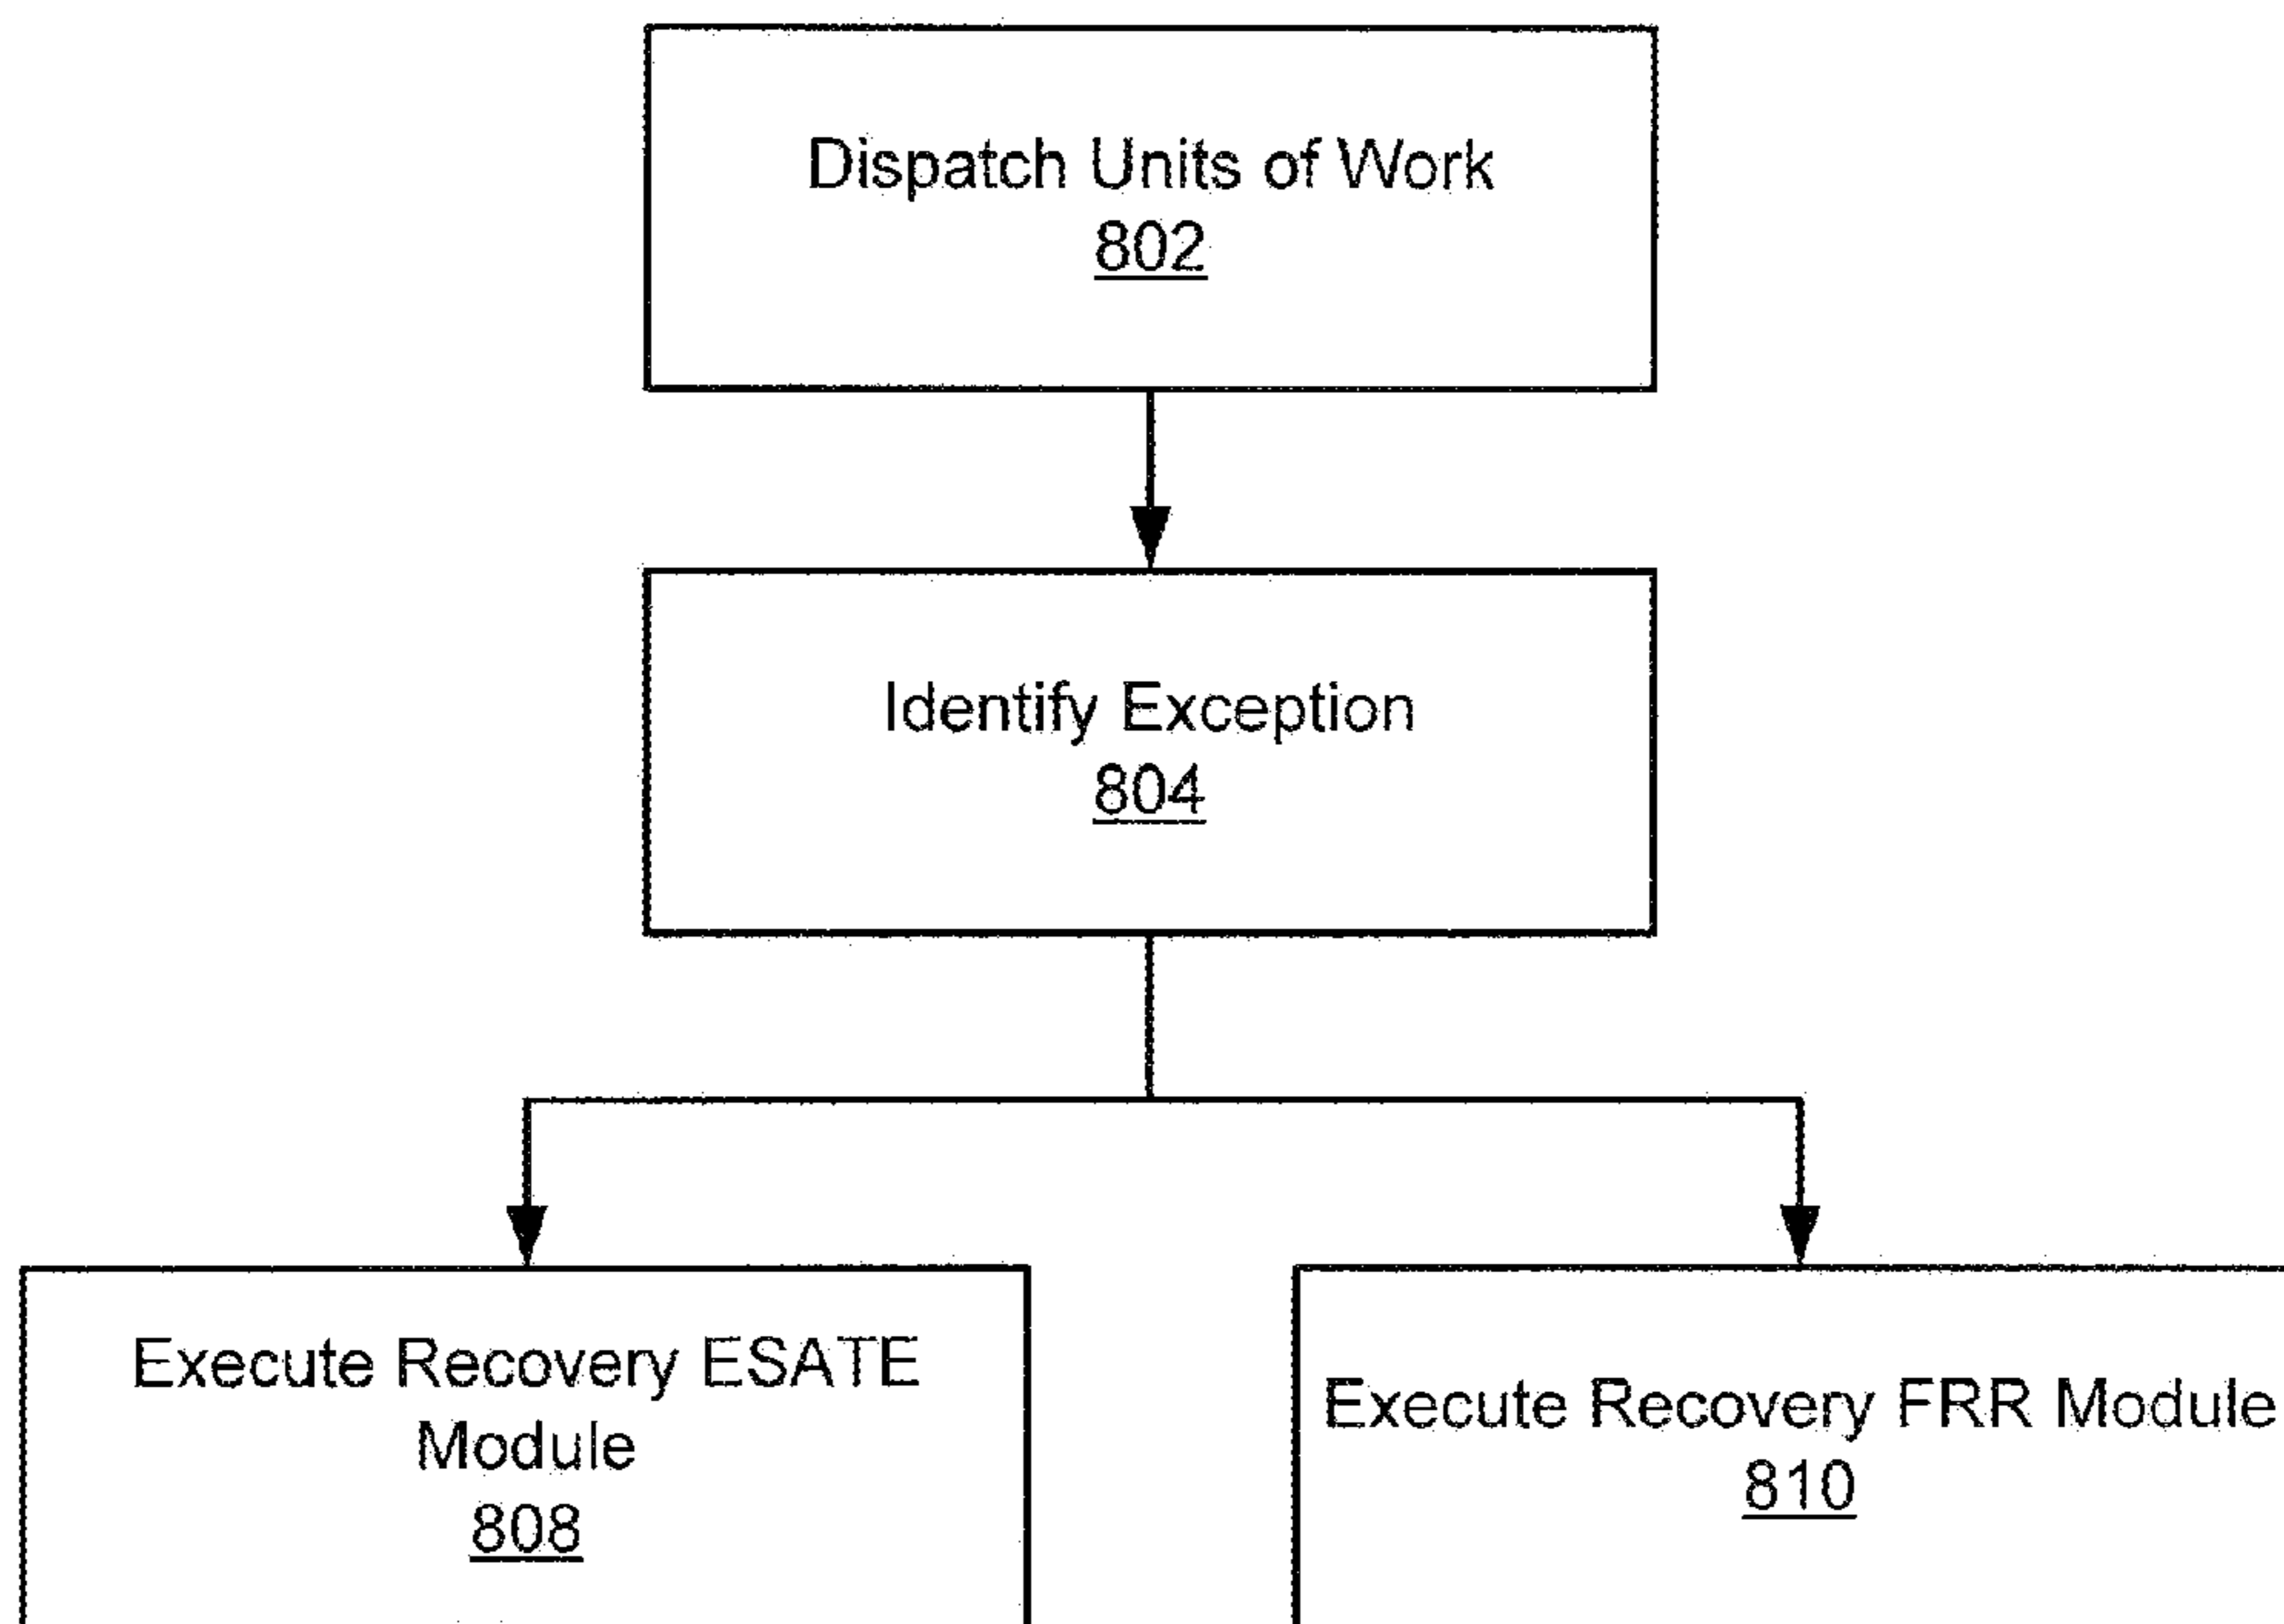 Dispatch Units of Work
802
Identify Exception
804
Execute Recovery ESATE
Module
808
Execute Recovery FRR Module
810